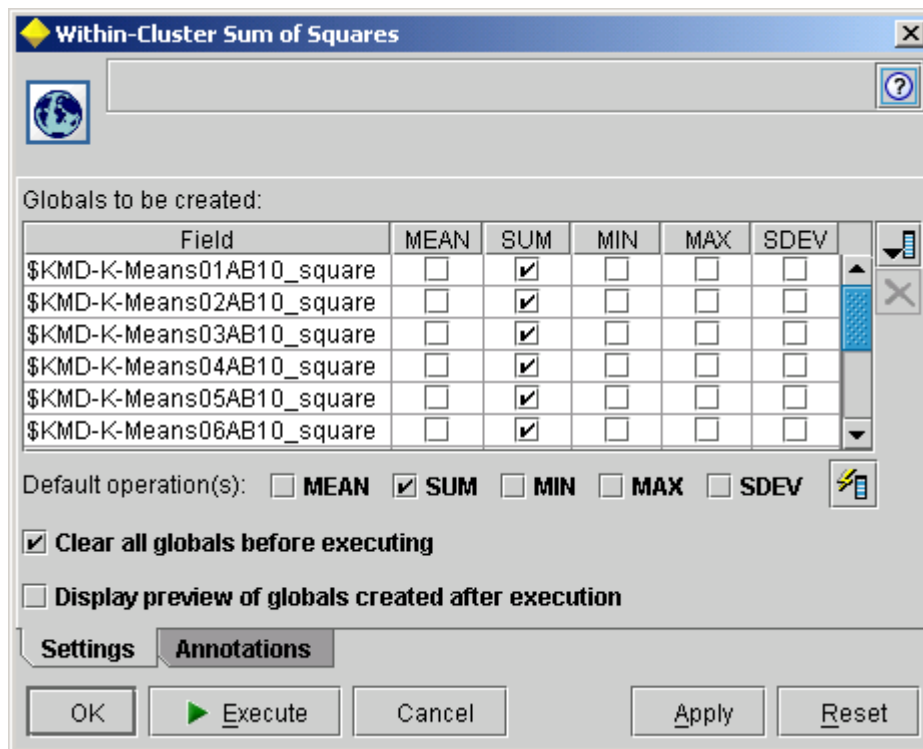 Within-Cluster Sum of Squares
Globals to be created:
Field MEAN SUM MIN MAX SDEV
$KMD-K-Means01AB10_square
$KMD-K-Means02AB10_square
$KMD-K-Means03AB10_square
$KMD-K-Means04AB10_square
$KMD-K-Means05AB10_square
$KMD-K-Means06AB10_square
Default operation(s): MEAN SUM MIN MAX SDEV
Clear all globals before executing
Display preview of globals created after execution
Settings Annotations
OK Execute Cancel Apply Reset